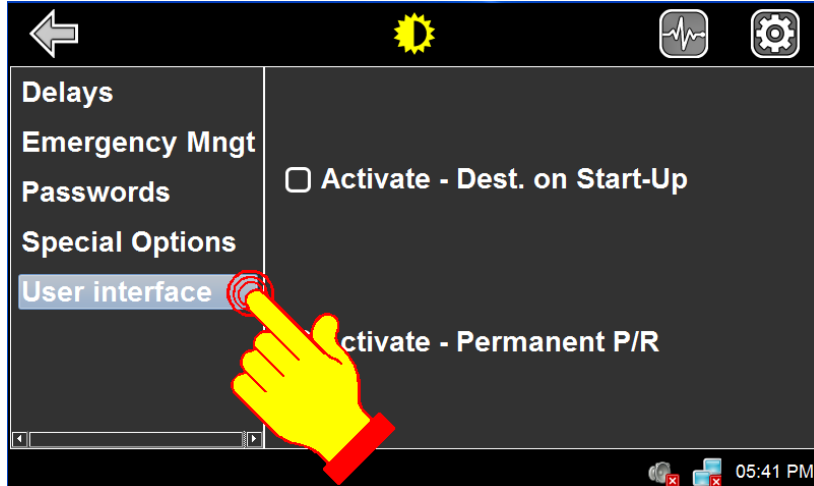 Delays
Emergency Mngt
Passwords
Special Options
User interface
Activate - Dest. on Start-Up
ctivate - Permanent P/R
05:41 PM